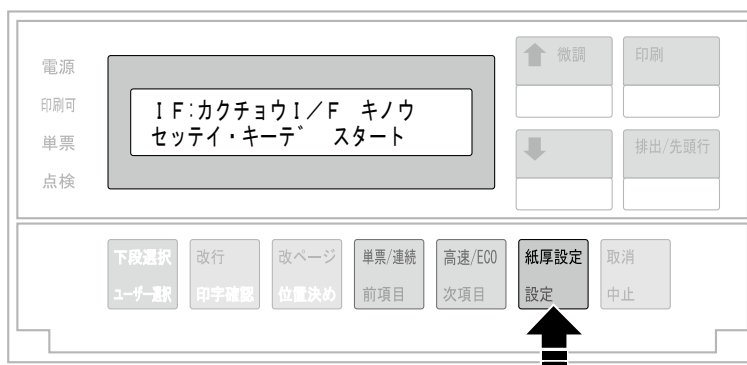 電源
印刷可
単票
点検
IF:カクチョウI/F キノウ
セッテイ・キーデ゛ スタート
微調
印刷
排出/先頭行
下段選択
ユーザー選択
改行
印字確認
改ページ
位置決め
単票/連続
前項目
高速/ECO
次項目
紙厚設定
設定
取消
中止